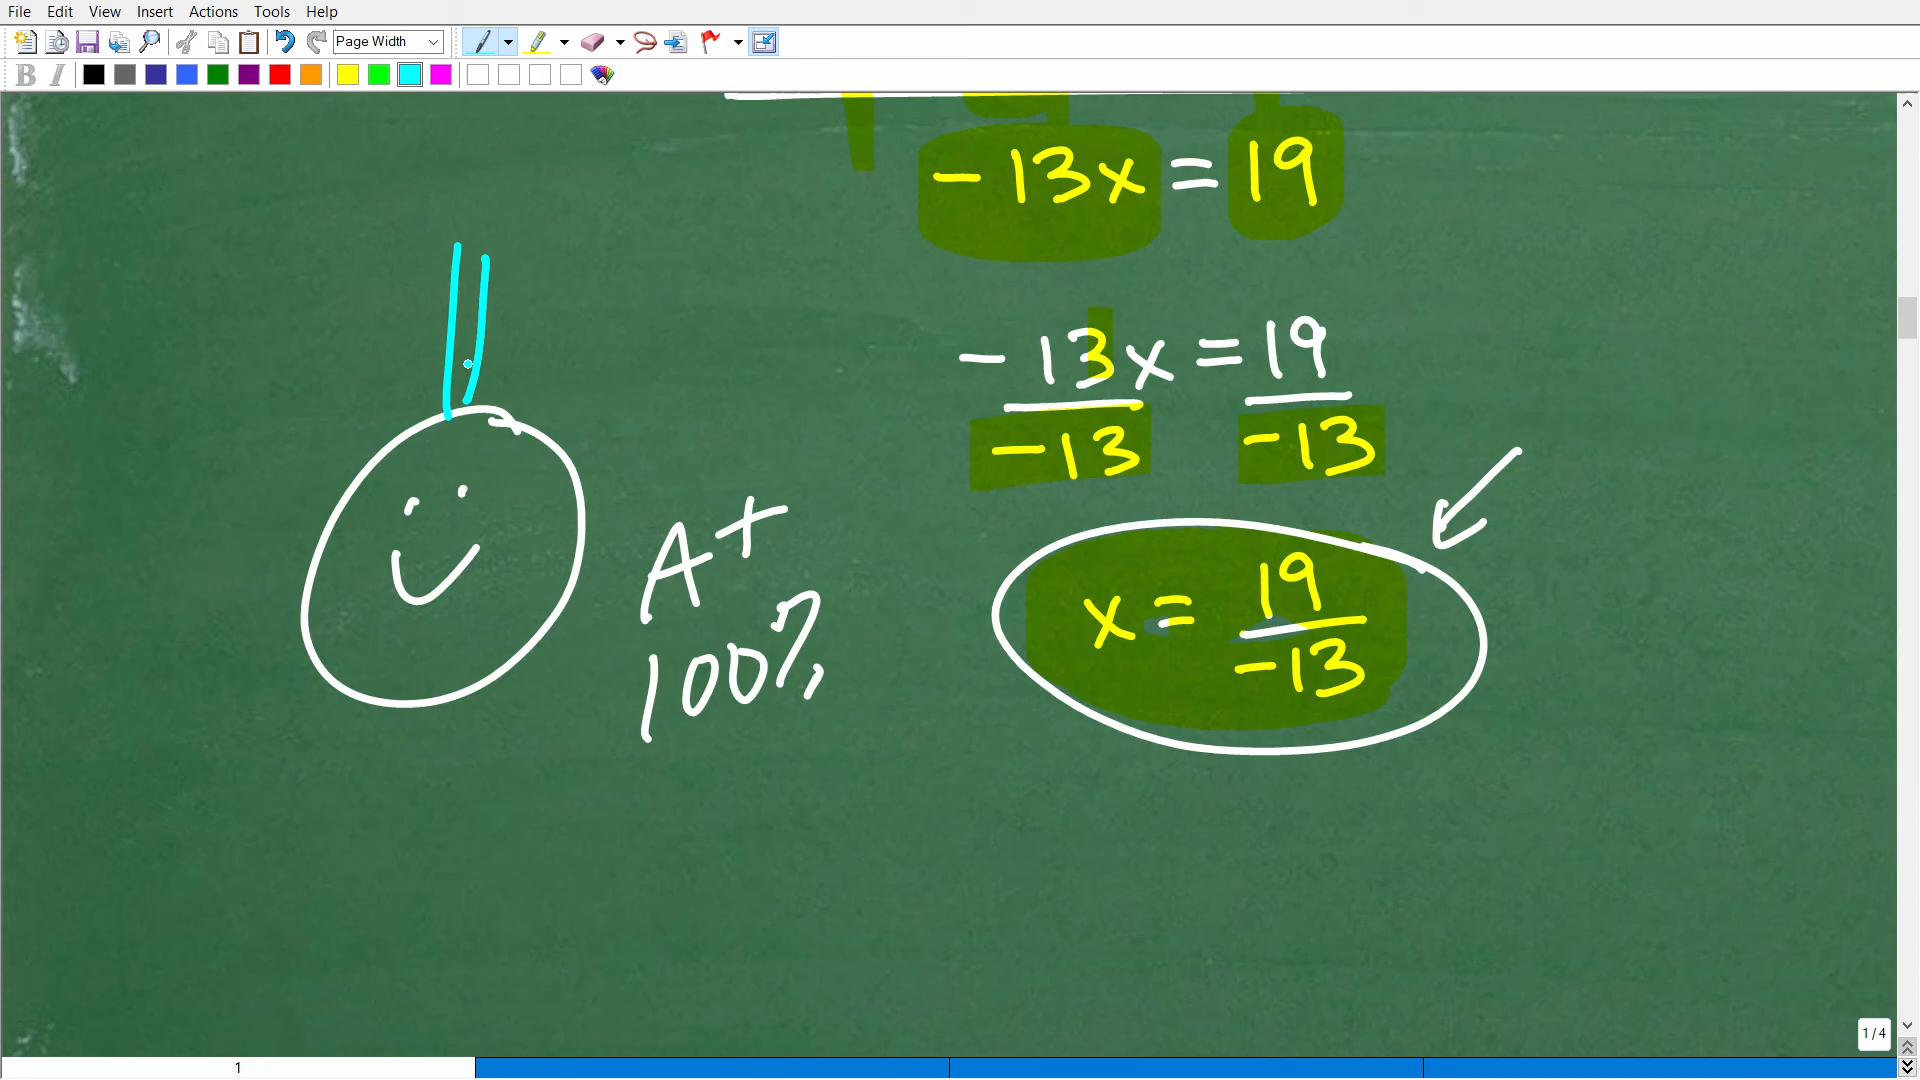 File Edit View Insert Actions Tools Help
Page Width
B I
-13x = 19
-13x = 19
-13 -13
x = 19
-13
A+
100%
1 / 4
1